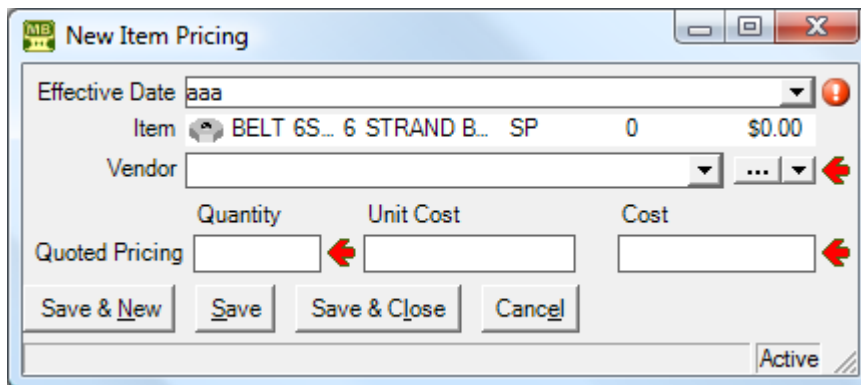 MB New Item Pricing
Effective Date aaa
Item BELT 6S... 6 STRAND B... SP 0 $0.00
Vendor ...
Quantity Unit Cost Cost
Quoted Pricing
Save & New Save Save & Close Cancel
Active